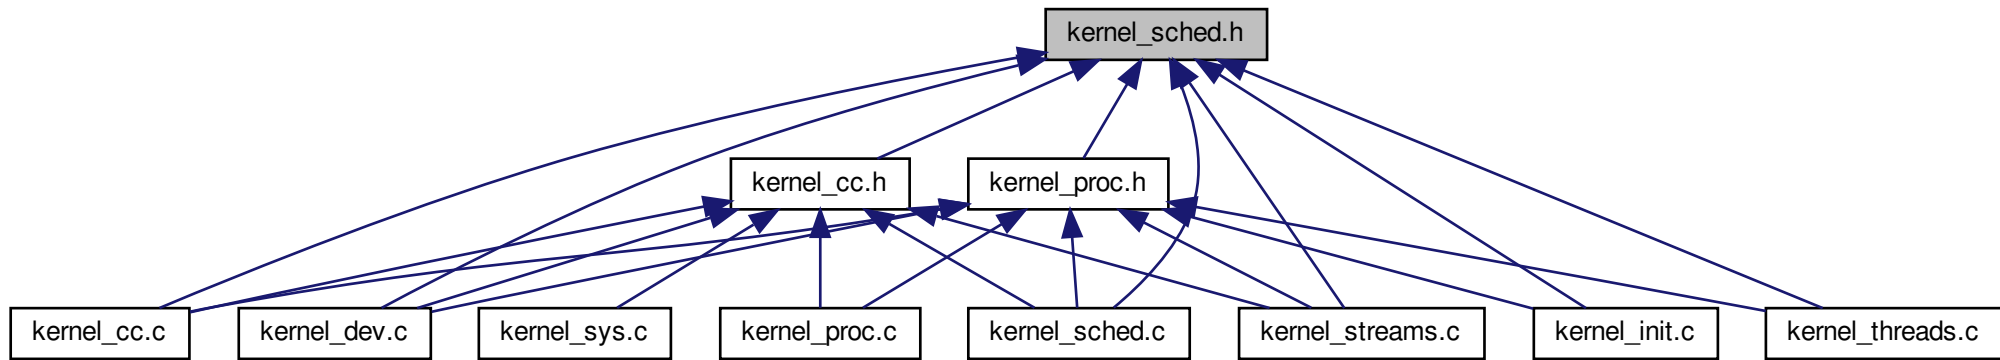 kernel_sched.h
kernel_cc.h
kernel_proc.h
kernel_cc.c
kernel_dev.c
kernel_sys.c
kernel_proc.c
kernel_sched.c
kernel_streams.c
kernel_init.c
kernel_threads.c